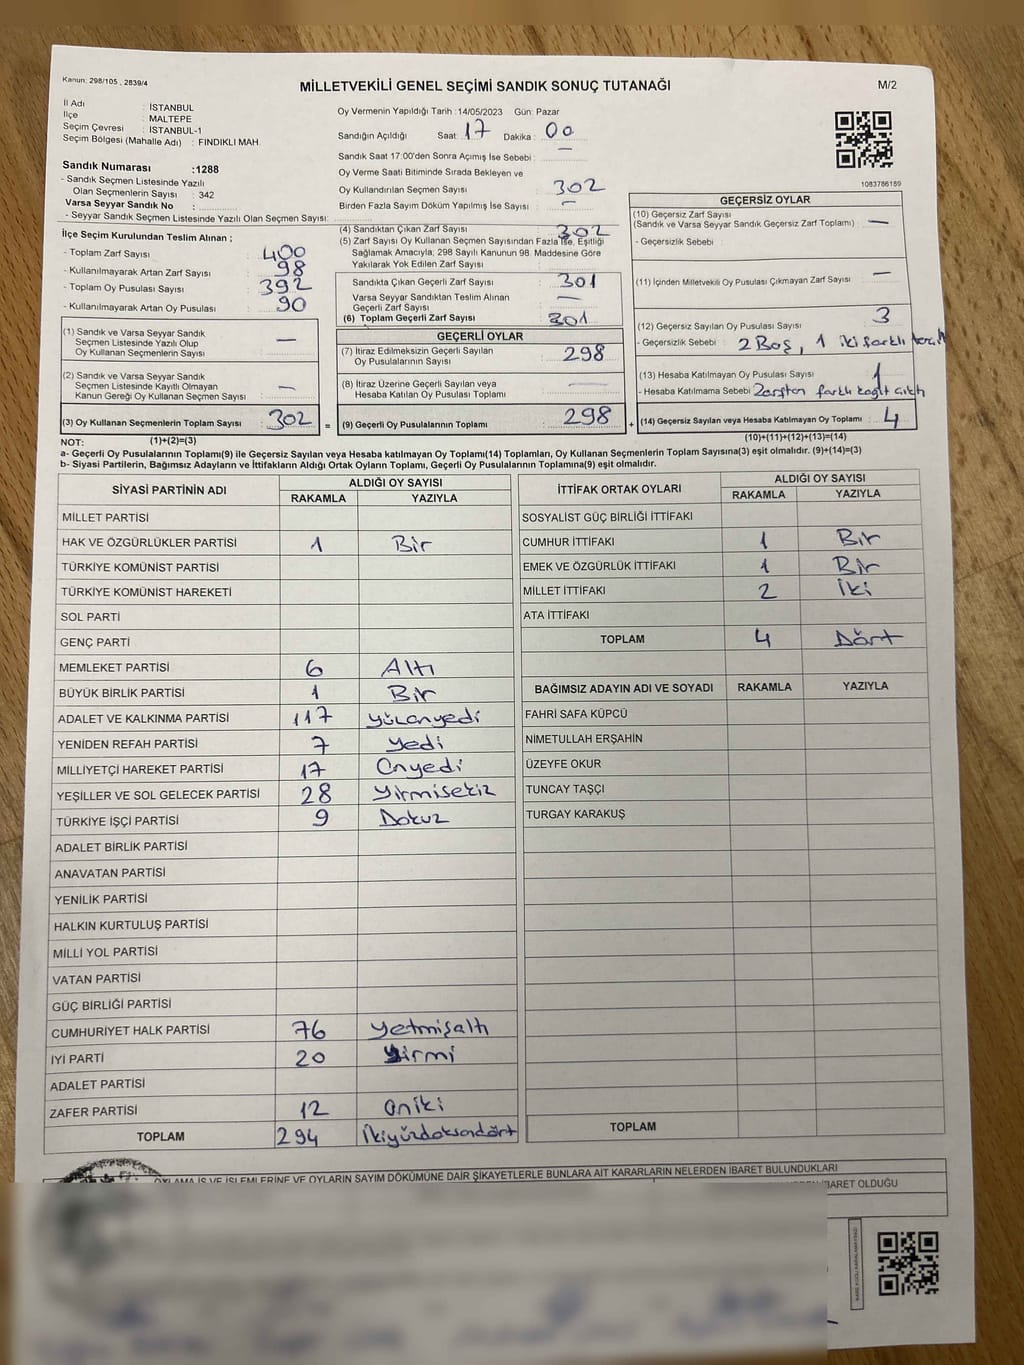 Kanun: 298/105 , 2839/4
MİLLETVEKİLİ GENEL SEÇİMİ SANDIK SONUÇ TUTANAĞI
M/2
İl Adı : İSTANBUL
İlçe : MALTEPE
Seçim Çevresi : İSTANBUL-1
Seçim Bölgesi (Mahalle Adı) : FINDIKLI MAH.
Sandık Numarası :1288
- Sandık Seçmen Listesinde Yazılı
Olan Seçmenlerin Sayısı : 342
Varsa Seyyar Sandık No :
- Seyyar Sandık Seçmen Listesinde Yazılı Olan Seçmen Sayısı:
Oy Vermenin Yapıldığı Tarih :14/05/2023 Gün: Pazar
Sandığın Açıldığı Saat: 17 Dakika: 00
Sandık Saat 17:00'den Sonra Açımış İse Sebebi : —
Oy Verme Saati Bitiminde Sırada Bekleyen ve
Oy Kullandırılan Seçmen Sayısı : 302
Birden Fazla Sayım Döküm Yapılmış İse Sayısı : —
1083786189
İlçe Seçim Kurulundan Teslim Alınan ;
- Toplam Zarf Sayısı : 400
- Kullanılmayarak Artan Zarf Sayısı : 98
- Toplam Oy Pusulası Sayısı : 392
- Kullanılmayarak Artan Oy Pusulası : 90
(4) Sandıktan Çıkan Zarf Sayısı : 302
(5) Zarf Sayısı Oy Kullanan Seçmen Sayısından Fazla İse, Eşitliği
Sağlamak Amacıyla; 298 Sayılı Kanunun 98. Maddesine Göre
Yakılarak Yok Edilen Zarf Sayısı :
Sandıkta Çıkan Geçerli Zarf Sayısı : 301
Varsa Seyyar Sandıktan Teslim Alınan
Geçerli Zarf Sayısı : —
(6) Toplam Geçerli Zarf Sayısı : 301
GEÇERSİZ OYLAR
(10) Geçersiz Zarf Sayısı
(Sandık ve Varsa Seyyar Sandık Geçersiz Zarf Toplamı) : —
- Geçersizlik Sebebi :
(11) İçinden Milletvekili Oy Pusulası Çıkmayan Zarf Sayısı : —
(12) Geçersiz Sayılan Oy Pusulası Sayısı : 3
- Geçersizlik Sebebi : 2 Boş, 1 iki farklı
(13) Hesaba Katılmayan Oy Pusulası Sayısı : 1
- Hesaba Katılmama Sebebi Zarftan farklı kağıt çıktı
(14) Geçersiz Sayılan veya Hesaba Katılmayan Oy Toplamı : 4
(10)+(11)+(12)+(13)=(14)
(1) Sandık ve Varsa Seyyar Sandık
Seçmen Listesinde Yazılı Olup
Oy Kullanan Seçmenlerin Sayısı : —
(2) Sandık ve Varsa Seyyar Sandık
Seçmen Listesinde Kayıtlı Olmayan
Kanun Gereği Oy Kullanan Seçmen Sayısı : —
(3) Oy Kullanan Seçmenlerin Toplam Sayısı : 302 =
GEÇERLİ OYLAR
(7) İtiraz Edilmeksizin Geçerli Sayılan
Oy Pusulalarının Sayısı : 298
(8) İtiraz Üzerine Geçerli Sayılan veya
Hesaba Katılan Oy Pusulası Toplamı : —
(9) Geçerli Oy Pusulalarının Toplamı : 298 +
NOT: (1)+(2)=(3)
a- Geçerli Oy Pusulalarının Toplamı(9) ile Geçersiz Sayılan veya Hesaba katılmayan Oy Toplamı(14) Toplamları, Oy Kullanan Seçmenlerin Toplam Sayısına(3) eşit olmalıdır. (9)+(14)=(3)
b- Siyasi Partilerin, Bağımsız Adayların ve İttifakların Aldığı Ortak Oyların Toplamı, Geçerli Oy Pusulalarının Toplamına(9) eşit olmalıdır.
SİYASİ PARTİNİN ADI ALDIĞI OY SAYISI
RAKAMLA YAZIYLA
MİLLET PARTİSİ
HAK VE ÖZGÜRLÜKLER PARTİSİ 1 Bir
TÜRKİYE KOMÜNİST PARTİSİ
TÜRKİYE KOMÜNİST HAREKETİ
SOL PARTİ
GENÇ PARTİ
MEMLEKET PARTİSİ 6 Altı
BÜYÜK BİRLİK PARTİSİ 1 Bir
ADALET VE KALKINMA PARTİSİ 117 yüzonyedi
YENİDEN REFAH PARTİSİ 7 yedi
MİLLİYETÇİ HAREKET PARTİSİ 17 Onyedi
YEŞİLLER VE SOL GELECEK PARTİSİ 28 yirmisekiz
TÜRKİYE İŞÇİ PARTİSİ 9 Dokuz
ADALET BİRLİK PARTİSİ
ANAVATAN PARTİSİ
YENİLİK PARTİSİ
HALKIN KURTULUŞ PARTİSİ
MİLLİ YOL PARTİSİ
VATAN PARTİSİ
GÜÇ BİRLİĞİ PARTİSİ
CUMHURİYET HALK PARTİSİ 76 yetmişaltı
İYİ PARTİ 20 yirmi
ADALET PARTİSİ
ZAFER PARTİSİ 12 Oniki
TOPLAM 294 İkiyüzdoksandört
İTTİFAK ORTAK OYLARI ALDIĞI OY SAYISI
RAKAMLA YAZIYLA
SOSYALİST GÜÇ BİRLİĞİ İTTİFAKI
CUMHUR İTTİFAKI 1 Bir
EMEK VE ÖZGÜRLÜK İTTİFAKI 1 Bir
MİLLET İTTİFAKI 2 İki
ATA İTTİFAKI
TOPLAM 4 Dört
BAĞIMSIZ ADAYIN ADI VE SOYADI RAKAMLA YAZIYLA
FAHRİ SAFA KÜPCÜ
NİMETULLAH ERŞAHİN
ÜZEYFE OKUR
TUNCAY TAŞÇI
TURGAY KARAKUŞ
TOPLAM
OYLAMA İŞ VE İŞLEMLERİNE VE OYLARIN SAYIM DÖKÜMÜNE DAİR ŞİKAYETLERLE BUNLARA AİT KARARLARIN NELERDEN İBARET BULUNDUKLARI
İBARET OLDUĞU